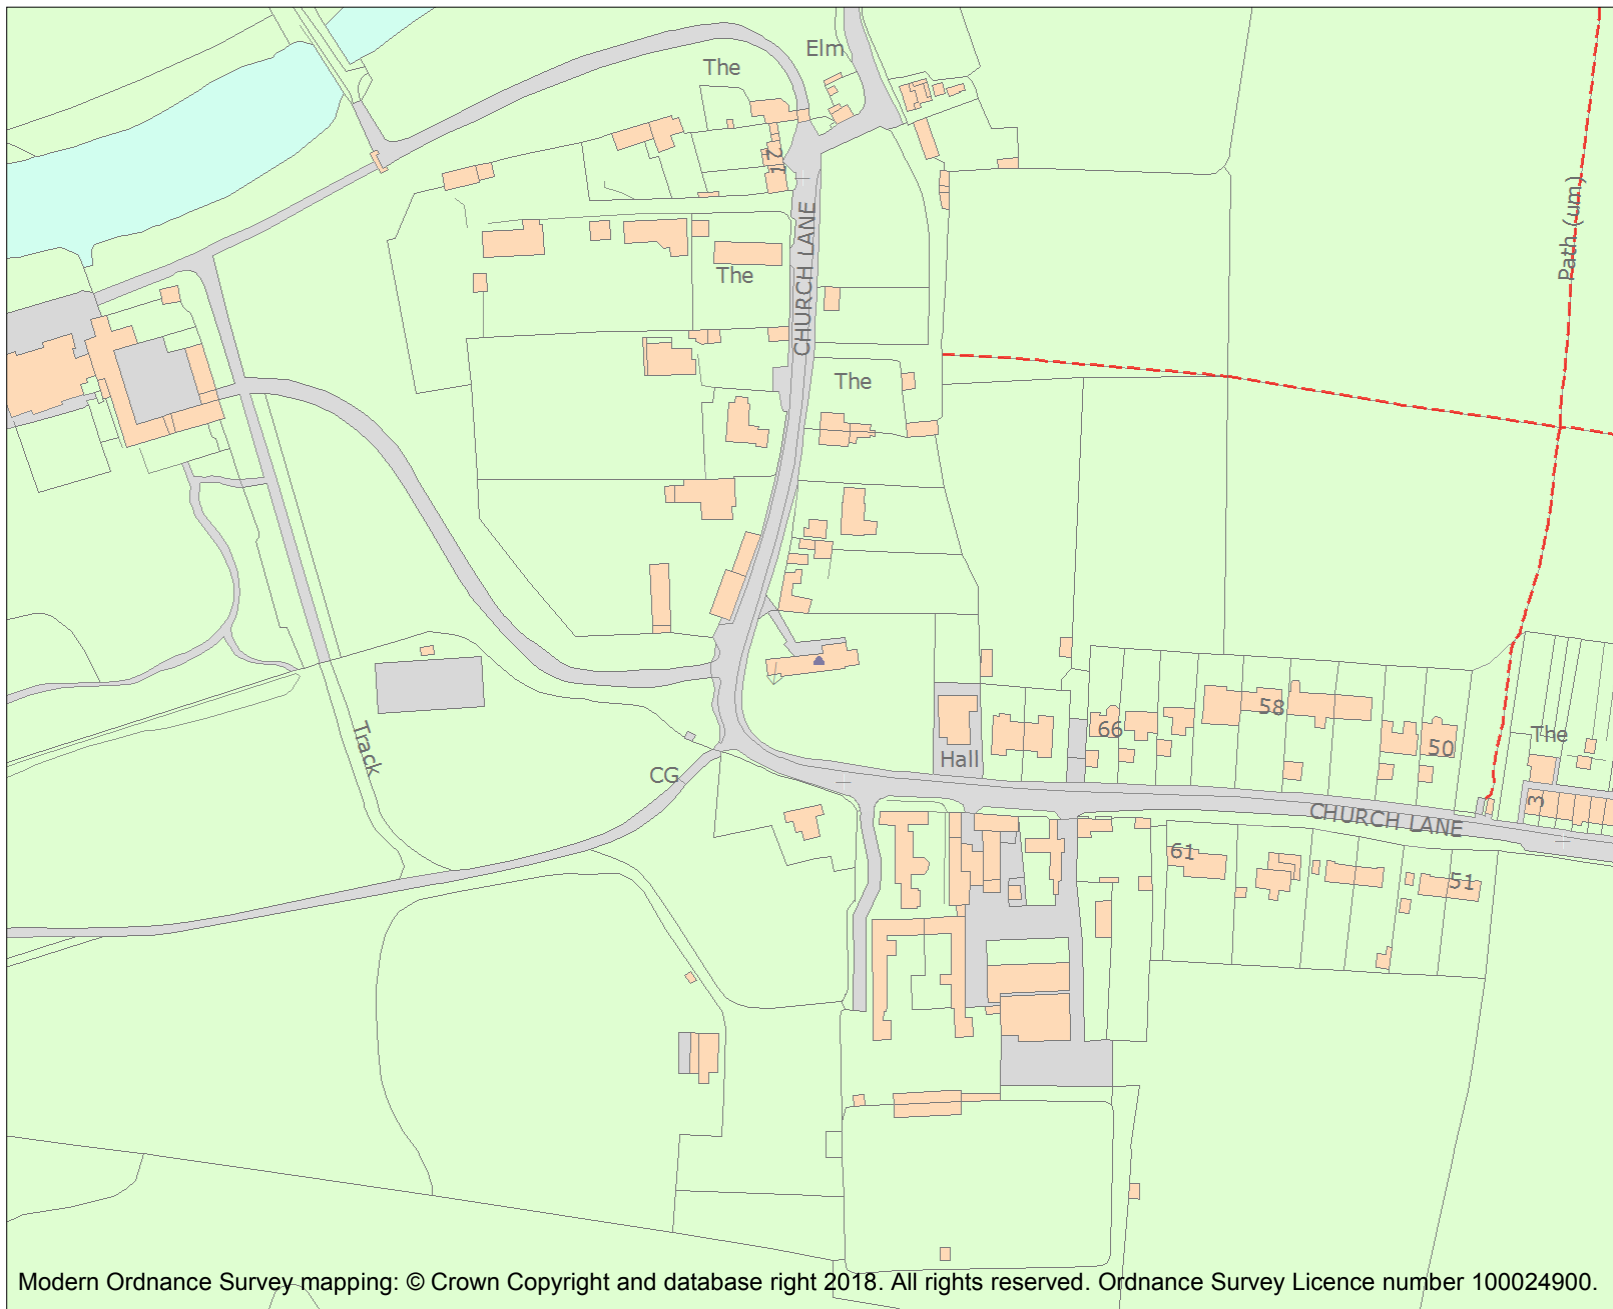 Elm
The
21
Path (um)
CHURCH LANE
The
The
58
66
Track
Hall
50
The
CG
3
CHURCH LANE
61
51
Modern Ordnance Survey mapping: © Crown Copyright and database right 2018. All rights reserved. Ordnance Survey Licence number 100024900.